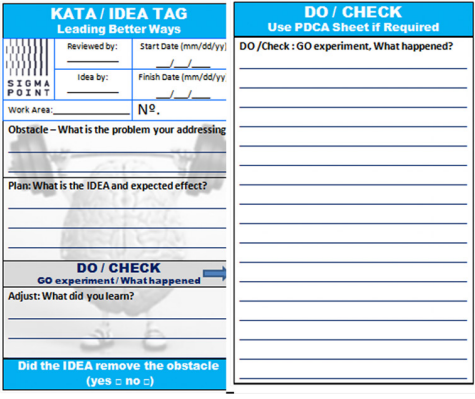 KATA / IDEA TAG
Leading Better Ways
SIGMA
POINT
Reviewed by:
Idea by:
Start Date (mm/dd/yy)
__/__/__
Finish Date (mm/dd/yy
__/__/__
Work Area:
Nº.
Obstacle – What is the problem your addressing
Plan: What is the IDEA and expected effect?
DO / CHECK
GO experiment / What happened
Adjust: What did you learn?
Did the IDEA remove the obstacle
(yes □ no □)
DO / CHECK
Use PDCA Sheet if Required
DO /Check : GO experiment, What happened?